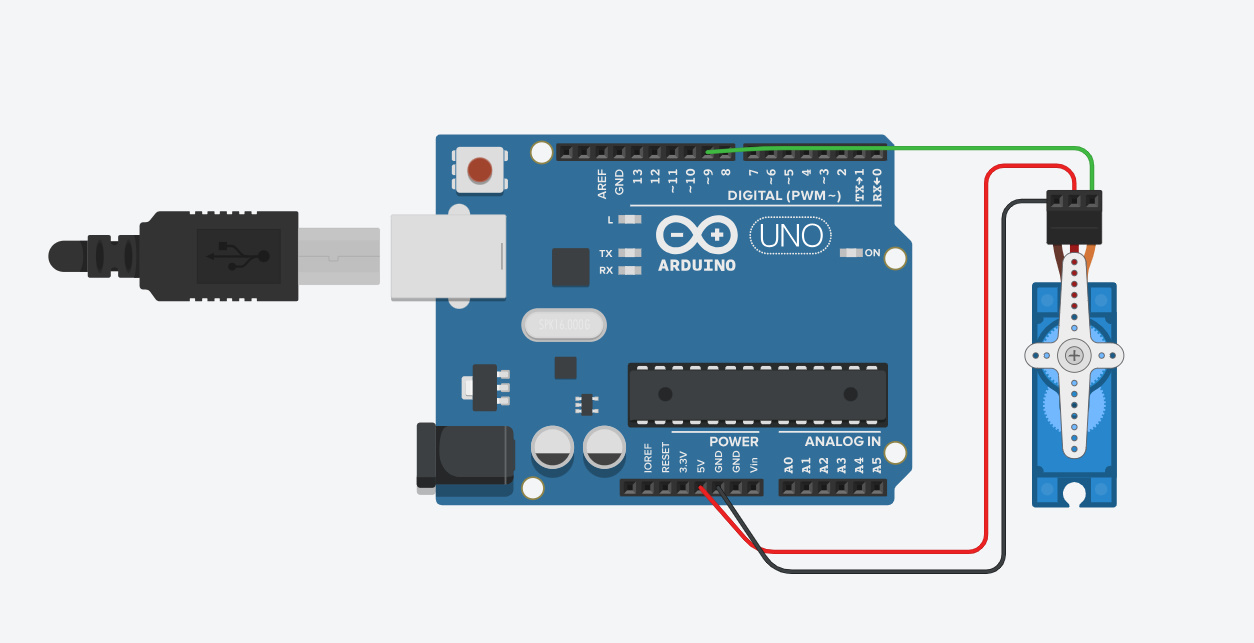 AREF
GND
13
12
~11
~10
~9
8
7
~6
~5
4
~3
2
TX→1
RX←0
DIGITAL (PWM~)
L
TX
RX
UNO
ON
ARDUINO
SPK16.000G
POWER
ANALOG IN
IOREF
RESET
3.3V
5V
GND
GND
Vin
A0
A1
A2
A3
A4
A5